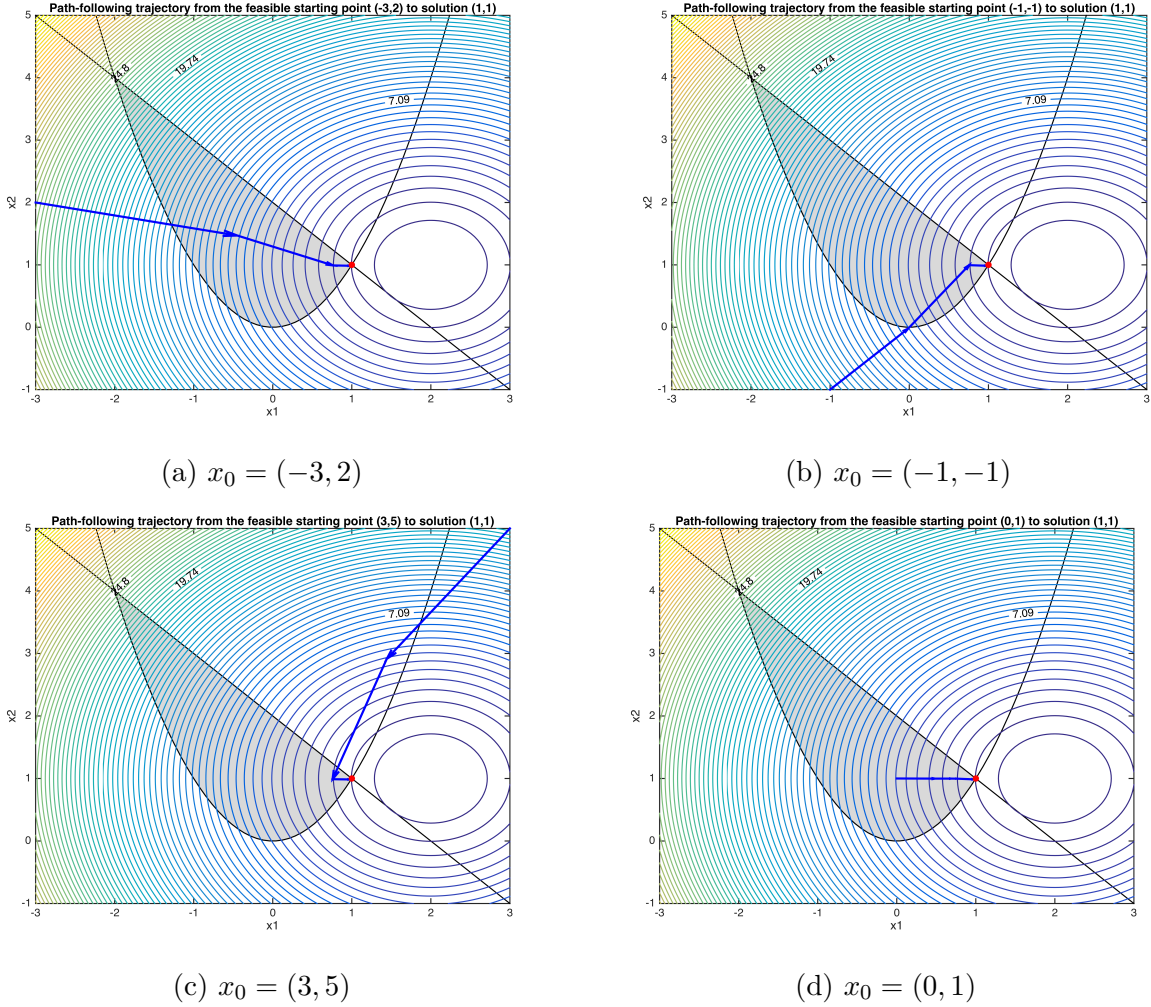 Path-following trajectory from the feasible starting point (-3,2) to solution (1,1)
5
4
3
2
1
0
-1
x2
4.8
19.74
7.09
-3 -2 -1 0 1 2 3
x1
(a) x₀ = (−3, 2)
Path-following trajectory from the feasible starting point (-1,-1) to solution (1,1)
5
4
3
2
1
0
-1
x2
4.8
19.74
7.09
-3 -2 -1 0 1 2 3
x1
(b) x₀ = (−1, −1)
Path-following trajectory from the feasible starting point (3,5) to solution (1,1)
5
4
3
2
1
0
-1
x2
4.8
19.74
7.09
-3 -2 -1 0 1 2 3
x1
(c) x₀ = (3, 5)
Path-following trajectory from the feasible starting point (0,1) to solution (1,1)
5
4
3
2
1
0
-1
x2
4.8
19.74
7.09
-3 -2 -1 0 1 2 3
x1
(d) x₀ = (0, 1)